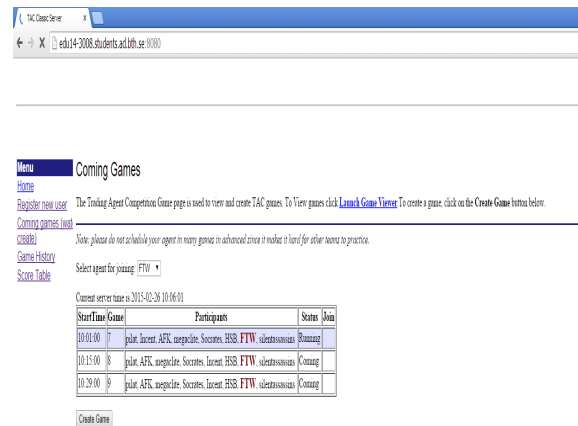 TAC Classic Server x
edu14-3008.students.ad.bth.se:8080
Menu
Home
Register new user
Coming games (wat
create)
Game History
Score Table
Coming Games
The Trading Agent Competition Game page is used to view and create TAC games. To View games click Launch Game Viewer To create a game, click on the Create Game button below.
Note: please do not schedule your agent in many games in advanced since it makes it hard for other teams to practice.
Select agent for joining: FTW
Current server time is 2015-02-26 10:06:01
StartTime Game Participants Status Join
10:01:00 7 pilat, Incent, AFK, megaclite, Socrates, HSB, FTW, silentassassins Running
10:15:00 8 pilat, AFK, megaclite, Socrates, Incent, HSB, FTW, silentassassins Coming
10:29:00 9 pilat, AFK, megaclite, Socrates, Incent, HSB, FTW, silentassassins Coming
Create Game